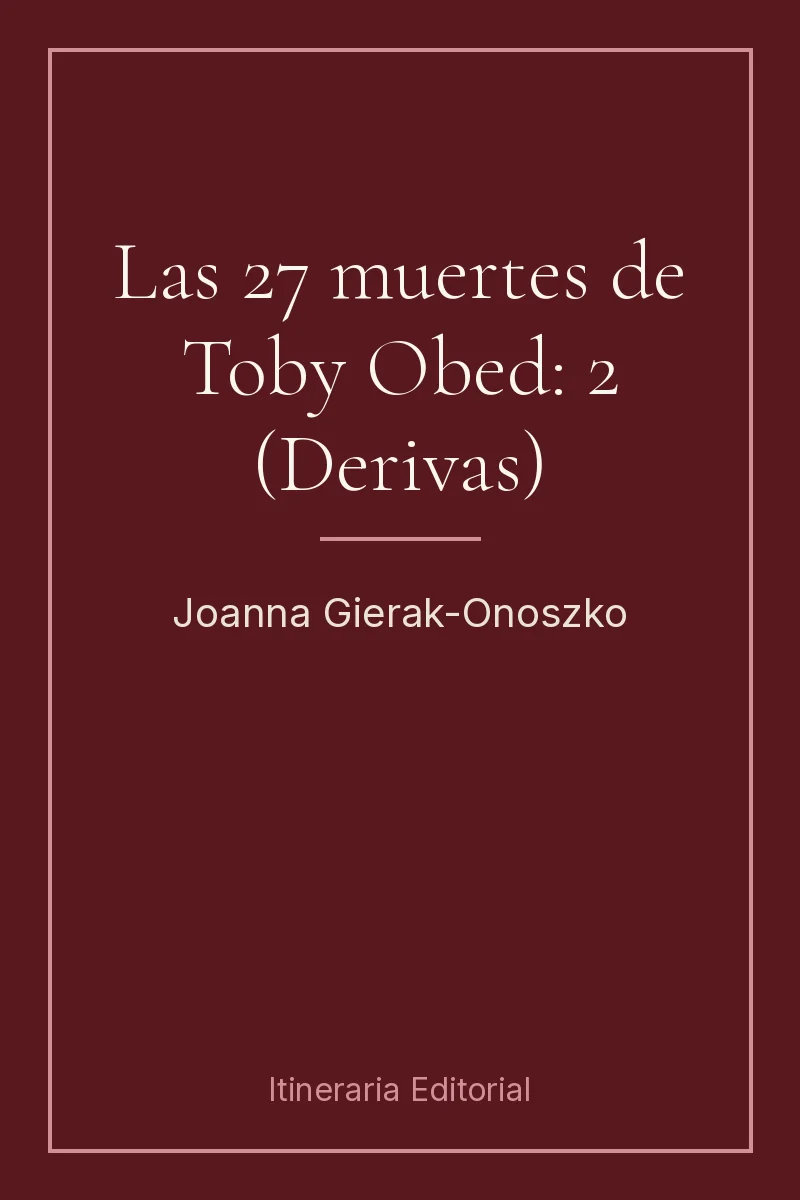 Las 27 muertes de
Toby Obed: 2
(Derivas)
Joanna Gierak-Onoszko
Itineraria Editorial